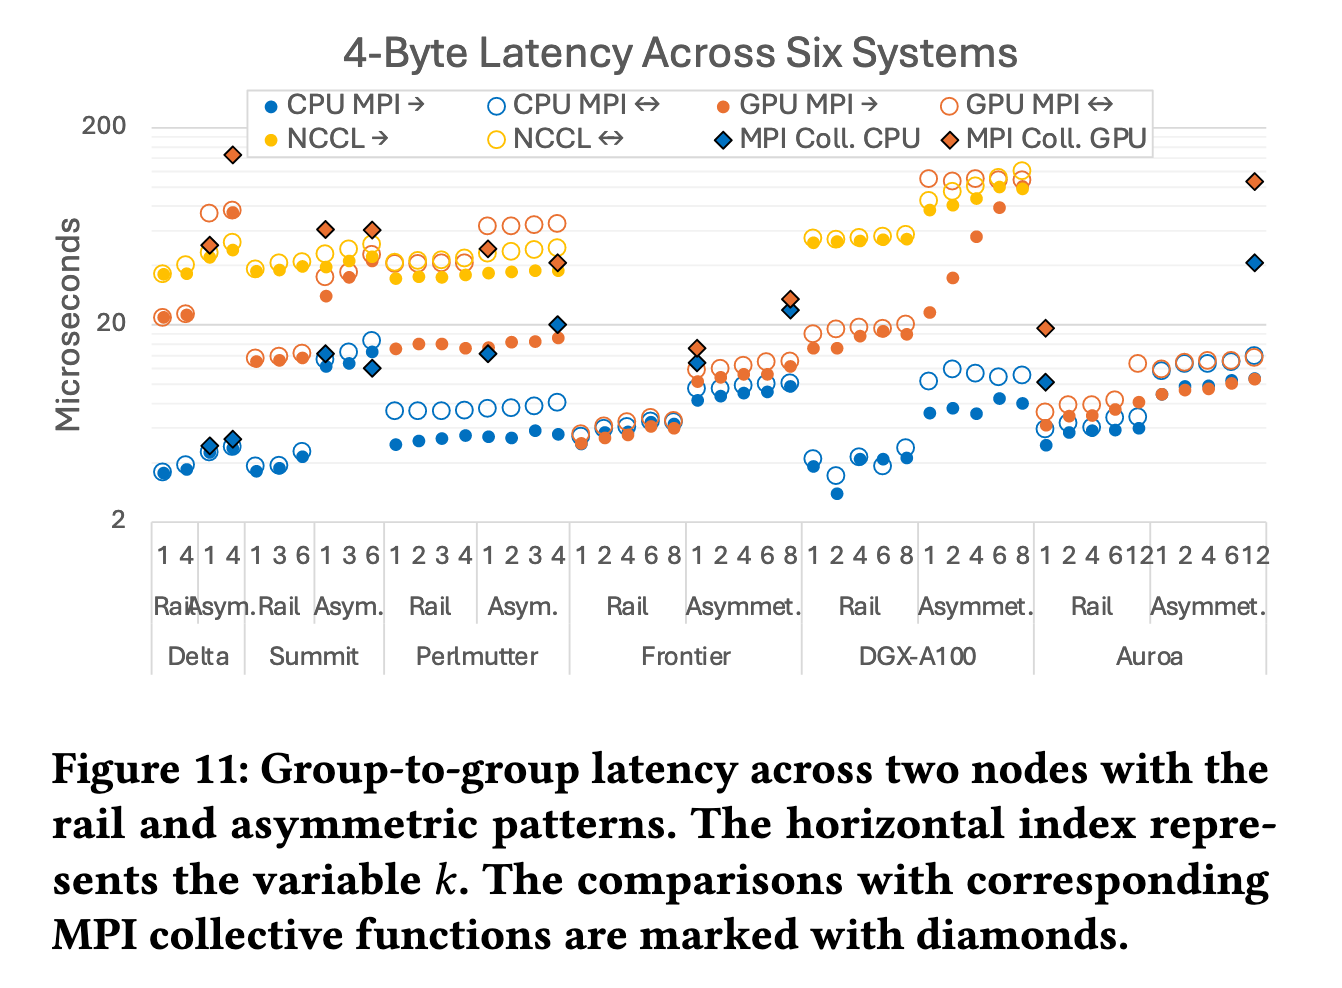 4-Byte Latency Across Six Systems
CPU MPI → CPU MPI ↔ GPU MPI → GPU MPI ↔
NCCL → NCCL ↔ MPI Coll. CPU MPI Coll. GPU
200
20
2
Microseconds
1 4 1 4 1 3 6 1 3 6 1 2 3 4 1 2 3 4 1 2 4 6 8 1 2 4 6 8 1 2 4 6 8 1 2 4 6 8 1 2 4 6 12 1 2 4 6 12
Rail Asym. Rail Asym. Rail Asym. Rail Asymmet. Rail Asymmet. Rail Asymmet.
Delta Summit Perlmutter Frontier DGX-A100 Auroa
Figure 11: Group-to-group latency across two nodes with the
rail and asymmetric patterns. The horizontal index repre-
sents the variable k. The comparisons with corresponding
MPI collective functions are marked with diamonds.